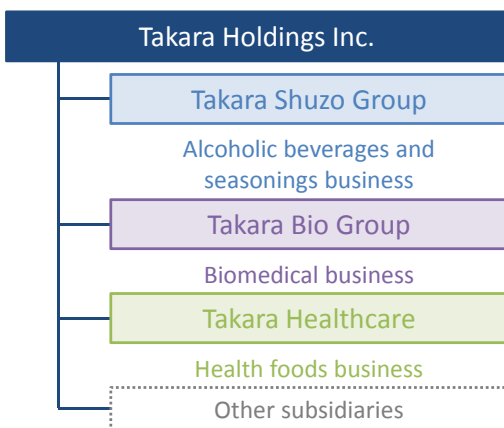 Takara Holdings Inc.
Takara Shuzo Group
Alcoholic beverages and
seasonings business
Takara Bio Group
Biomedical business
Takara Healthcare
Health foods business
Other subsidiaries